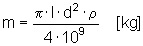 m = π · l · d² · ρ / 4 · 10⁹ [kg]